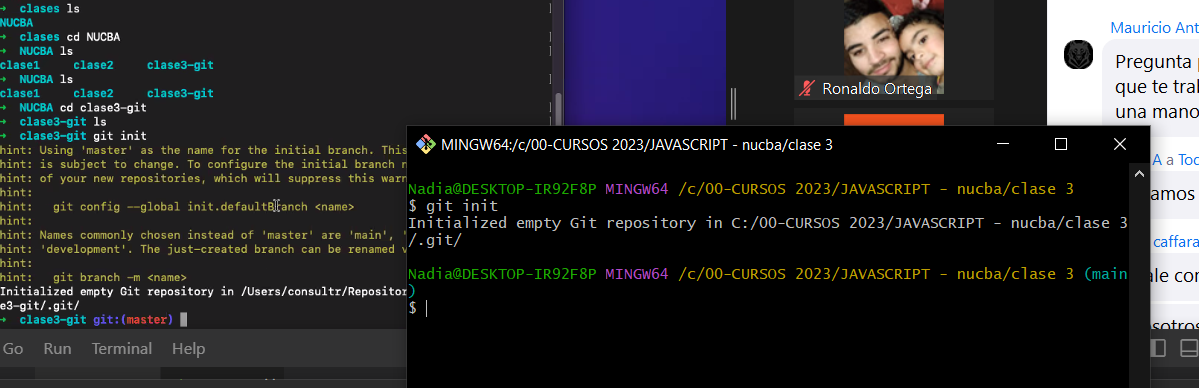 ➜ clases ls
NUCBA
➜ clases cd NUCBA
➜ NUCBA ls
clase1 clase2 clase3-git
➜ NUCBA ls
clase1 clase2 clase3-git
➜ NUCBA cd clase3-git
➜ clase3-git ls
➜ clase3-git git init
hint: Using 'master' as the name for the initial branch. This
hint: is subject to change. To configure the initial branch n
hint: of your new repositories, which will suppress this warn
hint:
hint: git config --global init.defaultBranch <name>
hint:
hint: Names commonly chosen instead of 'master' are 'main', '
hint: 'development'. The just-created branch can be renamed v
hint:
hint: git branch -m <name>
Initialized empty Git repository in /Users/consultr/Repositor
e3-git/.git/
➜ clase3-git git:(master)
Go Run Terminal Help
Ronaldo Ortega
MINGW64:/c/00-CURSOS 2023/JAVASCRIPT - nucba/clase 3
Nadia@DESKTOP-IR92F8P MINGW64 /c/00-CURSOS 2023/JAVASCRIPT - nucba/clase 3
$ git init
Initialized empty Git repository in C:/00-CURSOS 2023/JAVASCRIPT - nucba/clase 3
/.git/
Nadia@DESKTOP-IR92F8P MINGW64 /c/00-CURSOS 2023/JAVASCRIPT - nucba/clase 3 (main
)
$
Mauricio Ant
Pregunta p
que te tral
una mano
A a Toc
amos
caffara
ale con
osotros